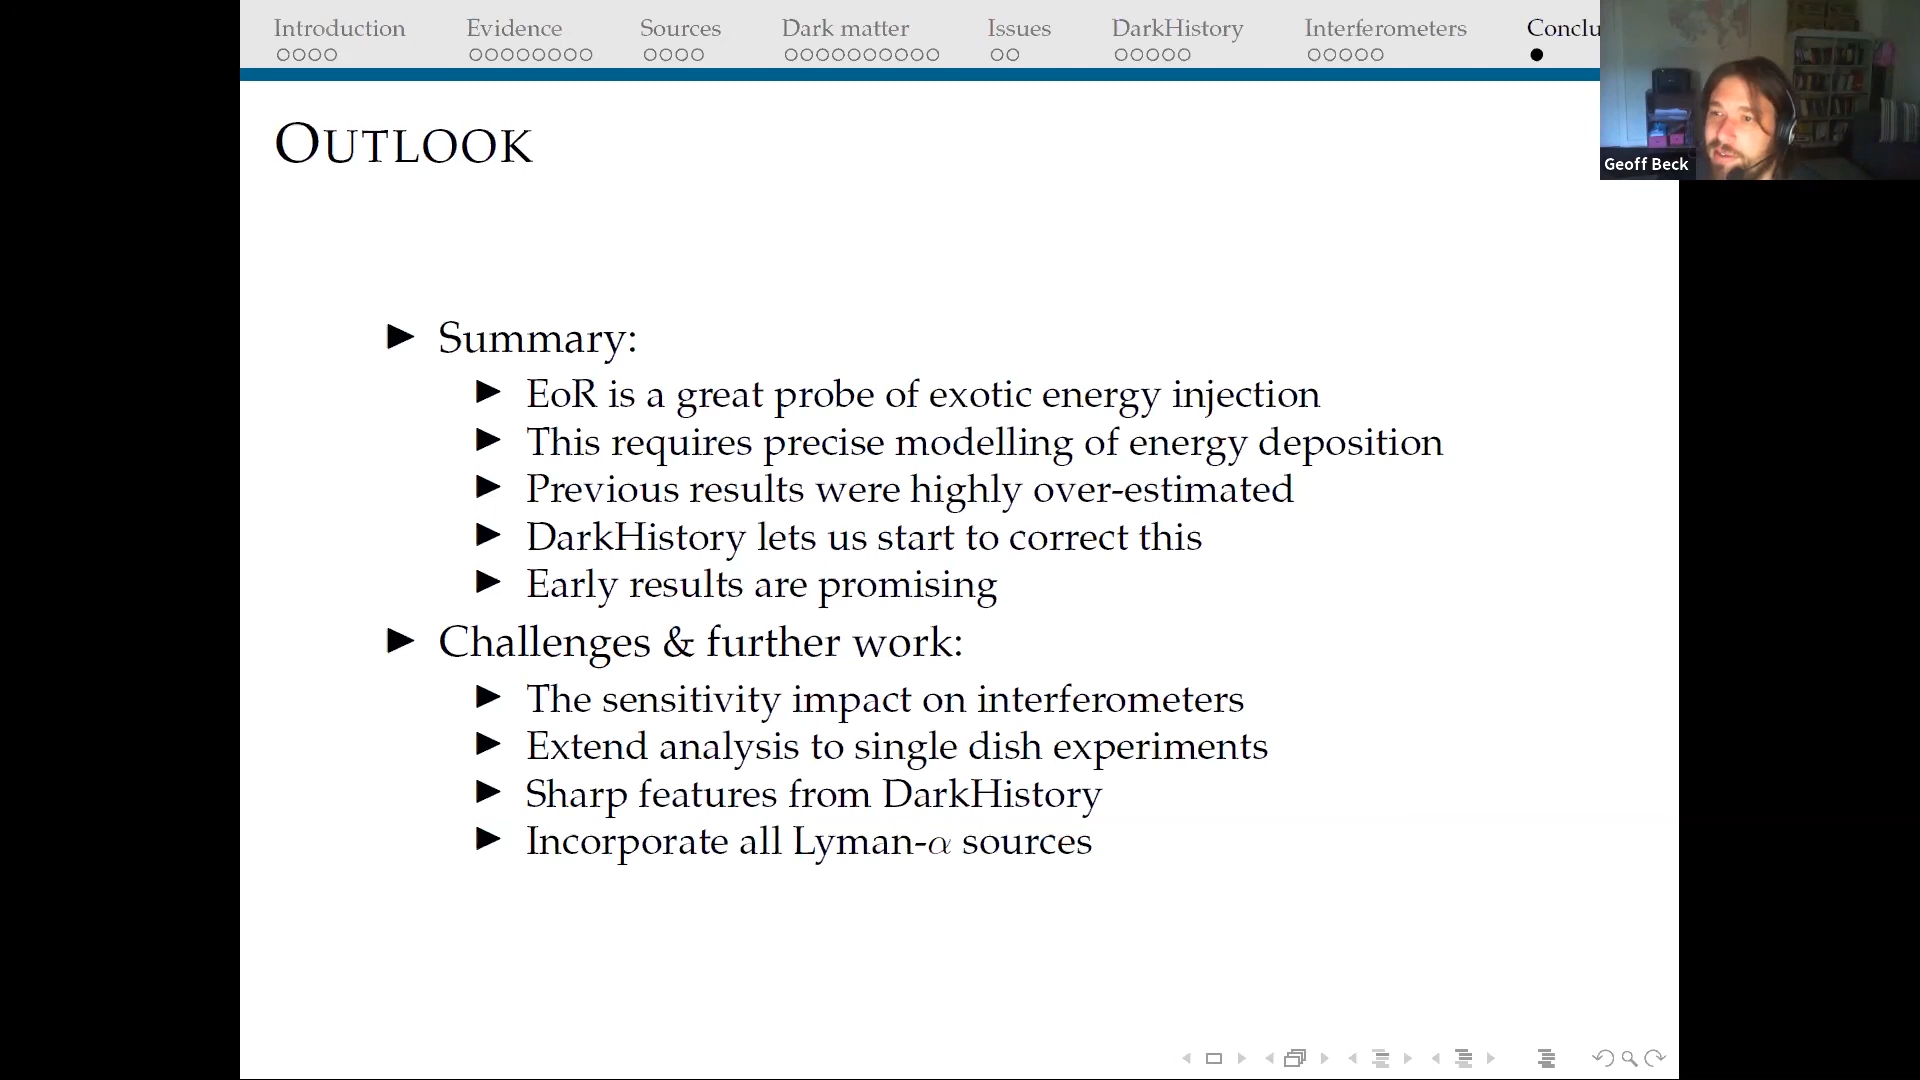 Introduction Evidence Sources Dark matter Issues DarkHistory Interferometers Conclu
Geoff Beck
OUTLOOK
Summary:
EoR is a great probe of exotic energy injection
This requires precise modelling of energy deposition
Previous results were highly over-estimated
DarkHistory lets us start to correct this
Early results are promising
Challenges & further work:
The sensitivity impact on interferometers
Extend analysis to single dish experiments
Sharp features from DarkHistory
Incorporate all Lyman-α sources